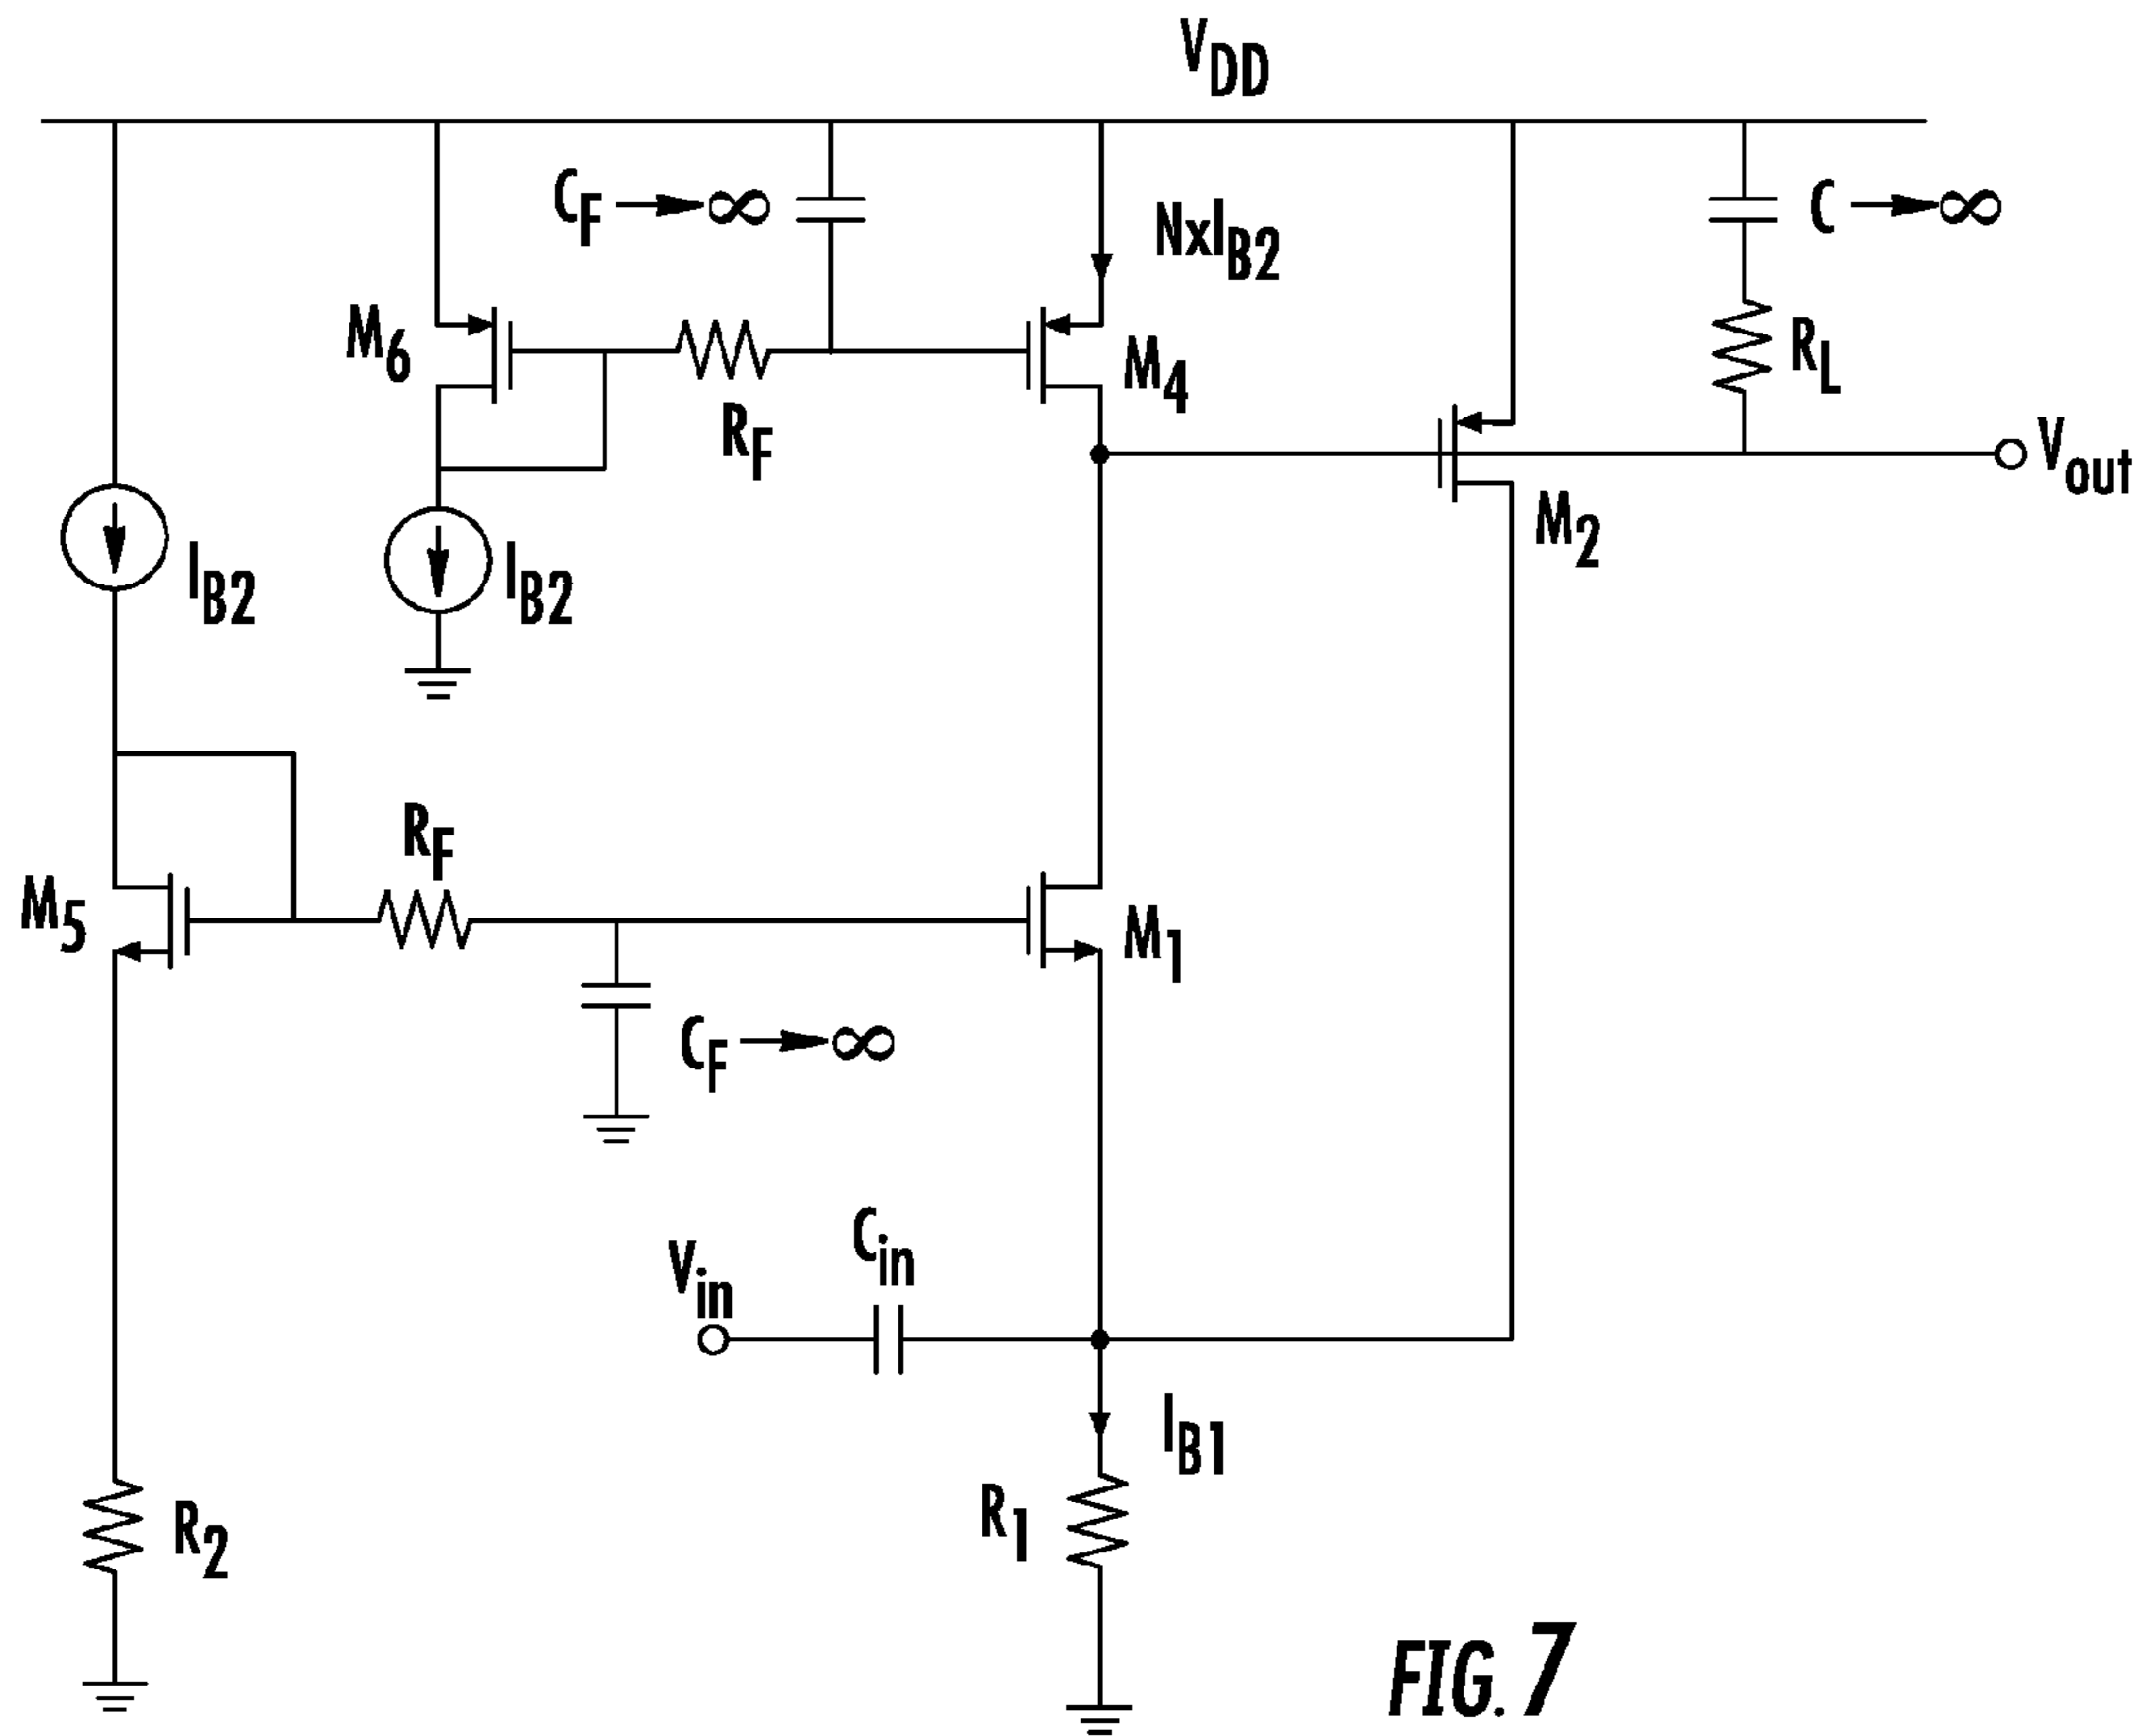 VDD
CF → ∞
NxIB2
C → ∞
M6
M4
RL
RF
Vout
M2
IB2
IB2
RF
M5
M1
CF → ∞
Cin
Vin
IB1
R1
R2
FIG. 7